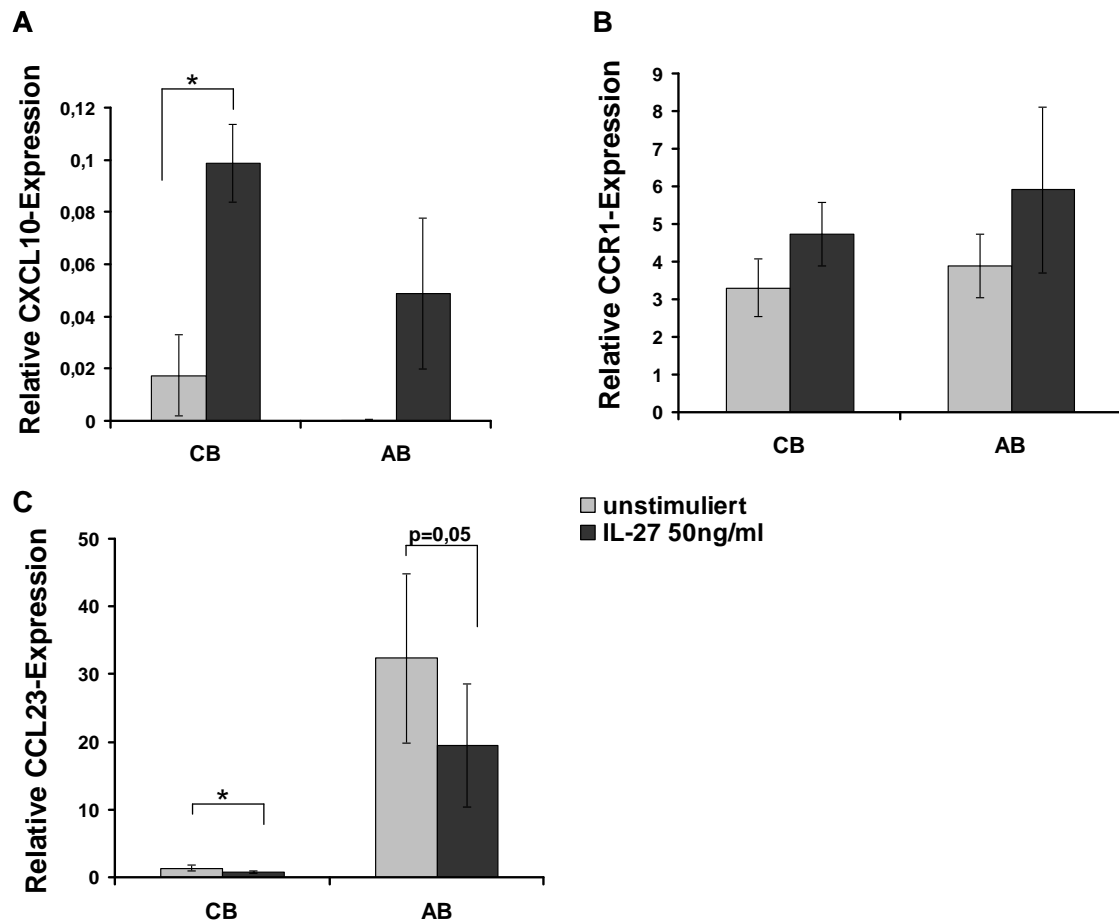 A
Relative CXCL10-Expression
0,12
0,1
0,08
0,06
0,04
0,02
0
*
CB
AB
B
Relative CCR1-Expression
9
8
7
6
5
4
3
2
1
0
CB
AB
C
Relative CCL23-Expression
50
40
30
20
10
0
*
p=0,05
CB
AB
unstimuliert
IL-27 50ng/ml